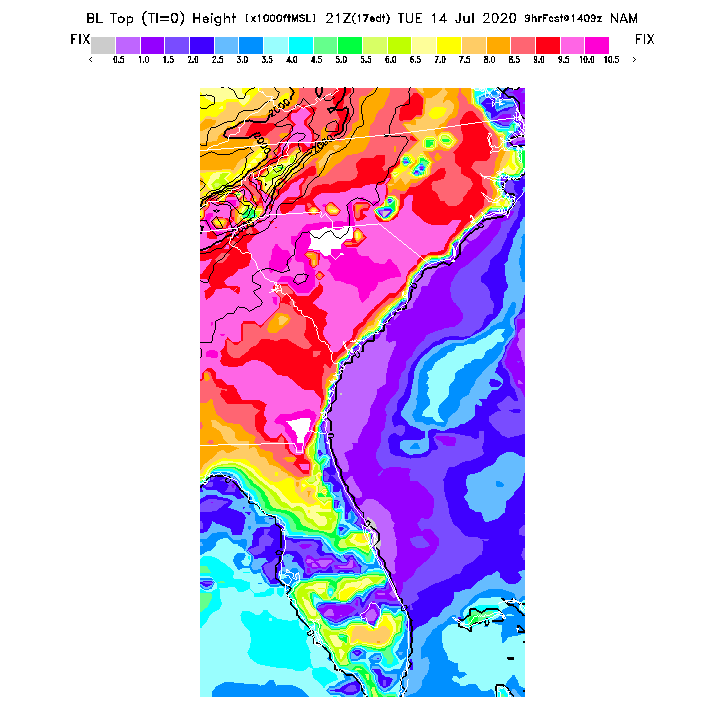 BL Top (TI=0) Height [x1000ftMSL] 21Z(17edt) TUE 14 Jul 2020 9hrFcst@1409z NAM
FIX FIX
< 0.5 1.0 1.5 2.0 2.5 3.0 3.5 4.0 4.5 5.0 5.5 6.0 6.5 7.0 7.5 8.0 8.5 9.0 9.5 10.0 10.5 >
2000